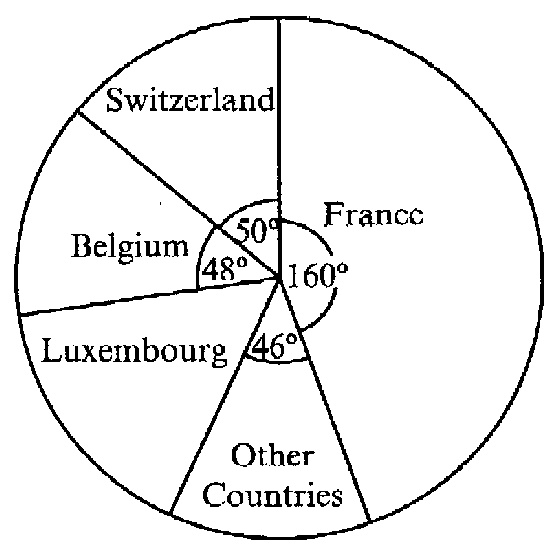 Switzerland
France
50°
Belgium
48°
160°
Luxembourg
46°
Other
Countries